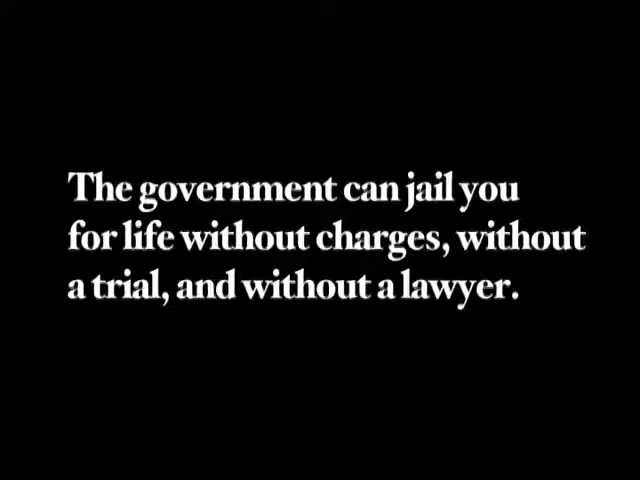 The government can jail you
for life without charges, without
a trial, and without a lawyer.